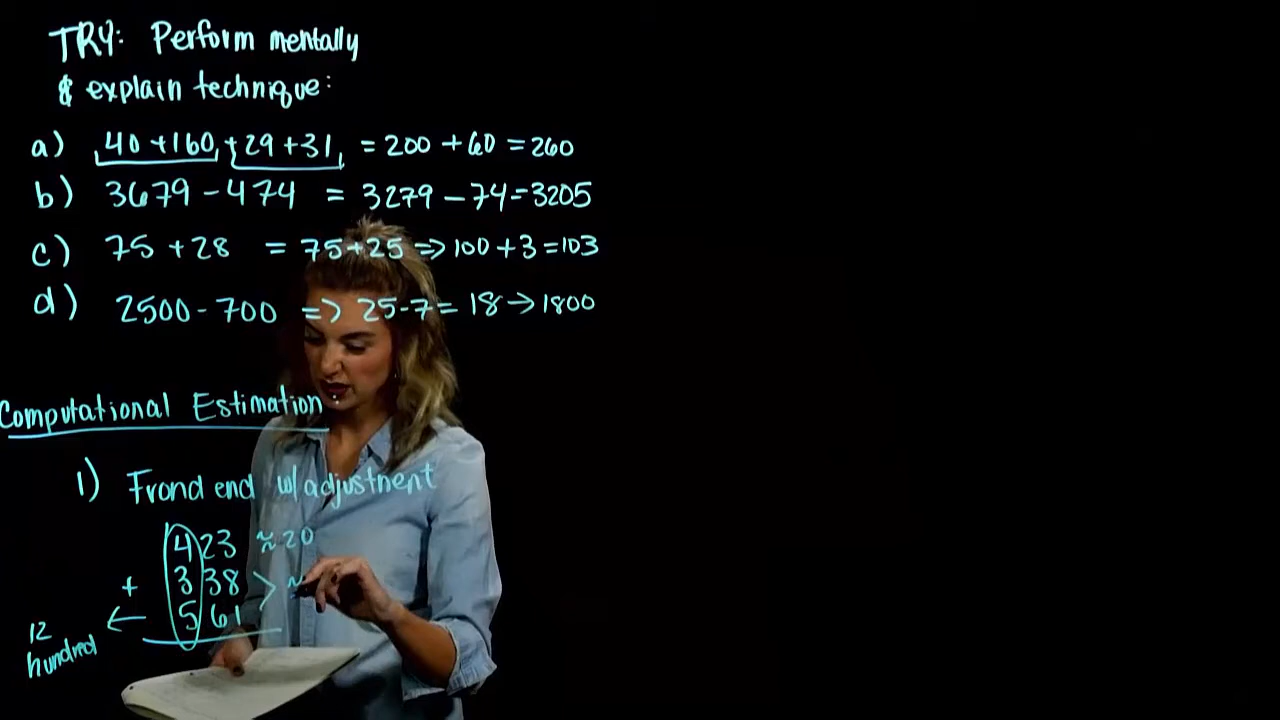 TRY: Perform mentally
& explain technique:
a) 40 + 160 + 29 + 31 = 200 + 60 = 260
b) 3679 - 474 = 3279 - 74 = 3205
c) 75 + 28 = 75 + 25 => 100 + 3 = 103
d) 2500 - 700 => 25 - 7 = 18 → 1800
Computational Estimation
1) Frond end w/ adjustment
423 ≈ 20
+ 338 > ≈
561
← 12
hundred